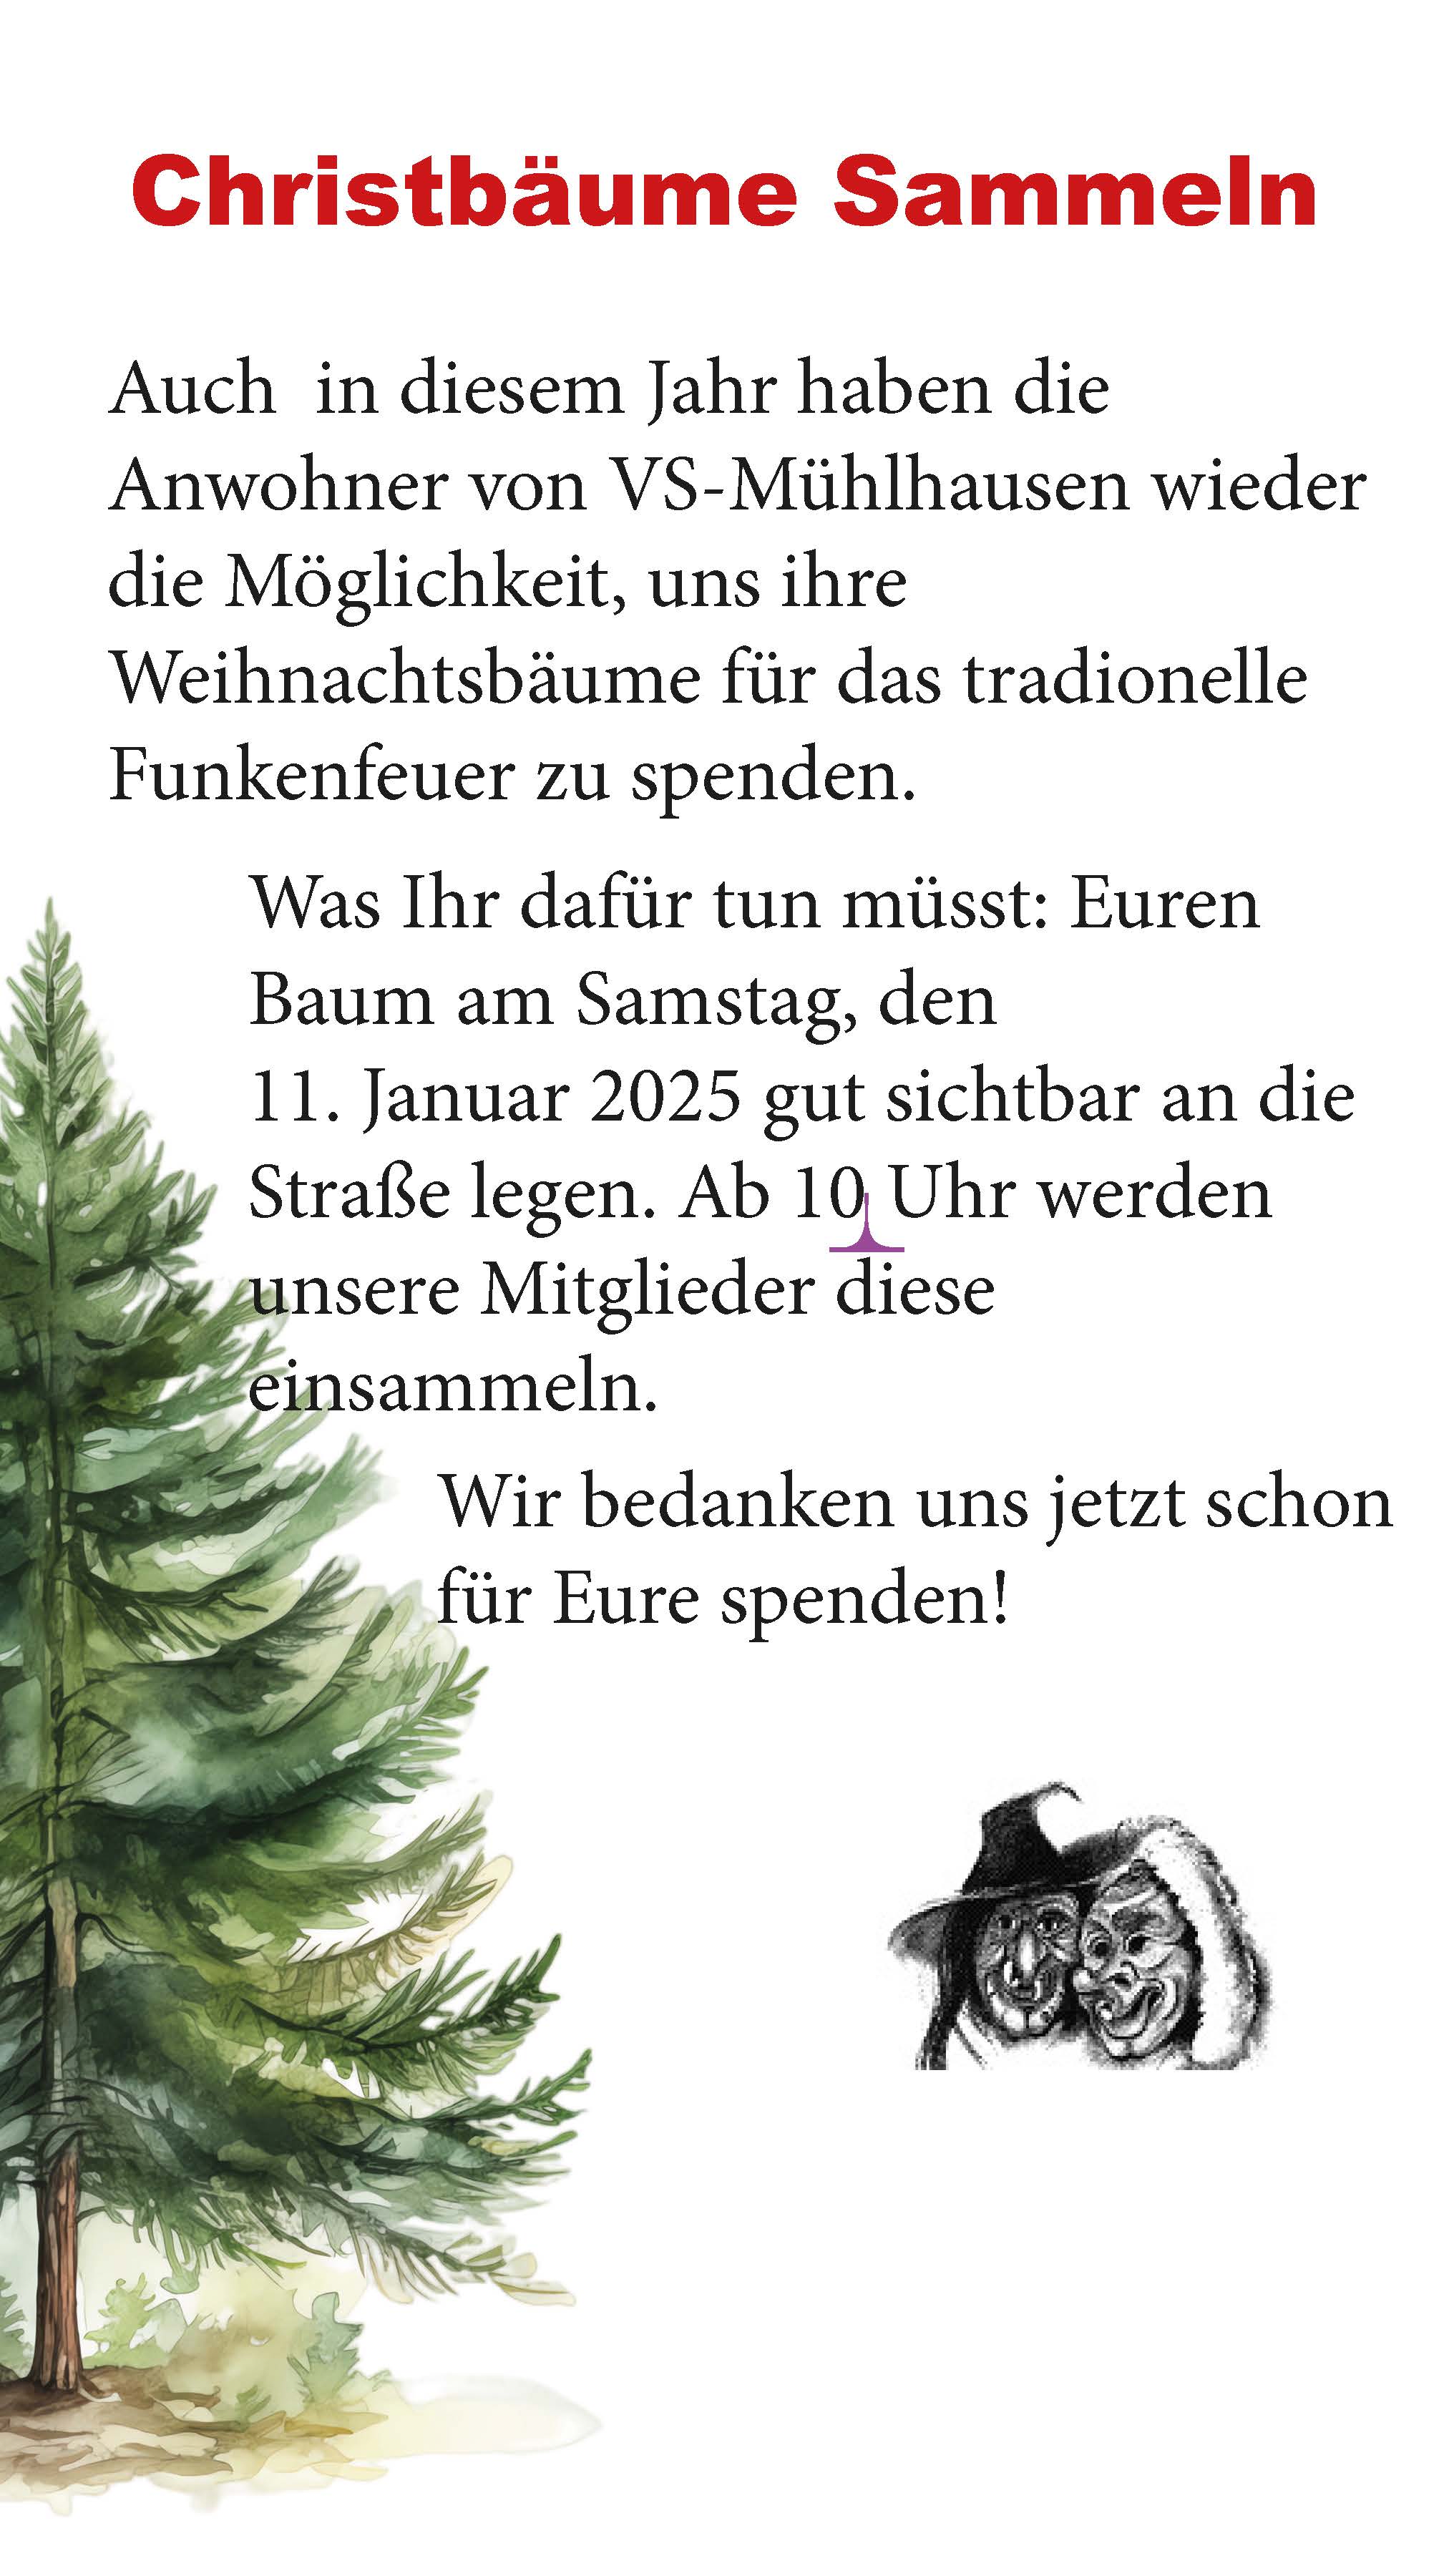 Christbäume Sammeln
Auch  in diesem Jahr haben die
Anwohner von VS-Mühlhausen wieder
die Möglichkeit, uns ihre
Weihnachtsbäume für das tradionelle
Funkenfeuer zu spenden.
Was Ihr dafür tun müsst: Euren
Baum am Samstag, den
11. Januar 2025 gut sichtbar an die
Straße legen. Ab 10 Uhr werden
unsere Mitglieder diese
einsammeln.
Wir bedanken uns jetzt schon
für Eure spenden!